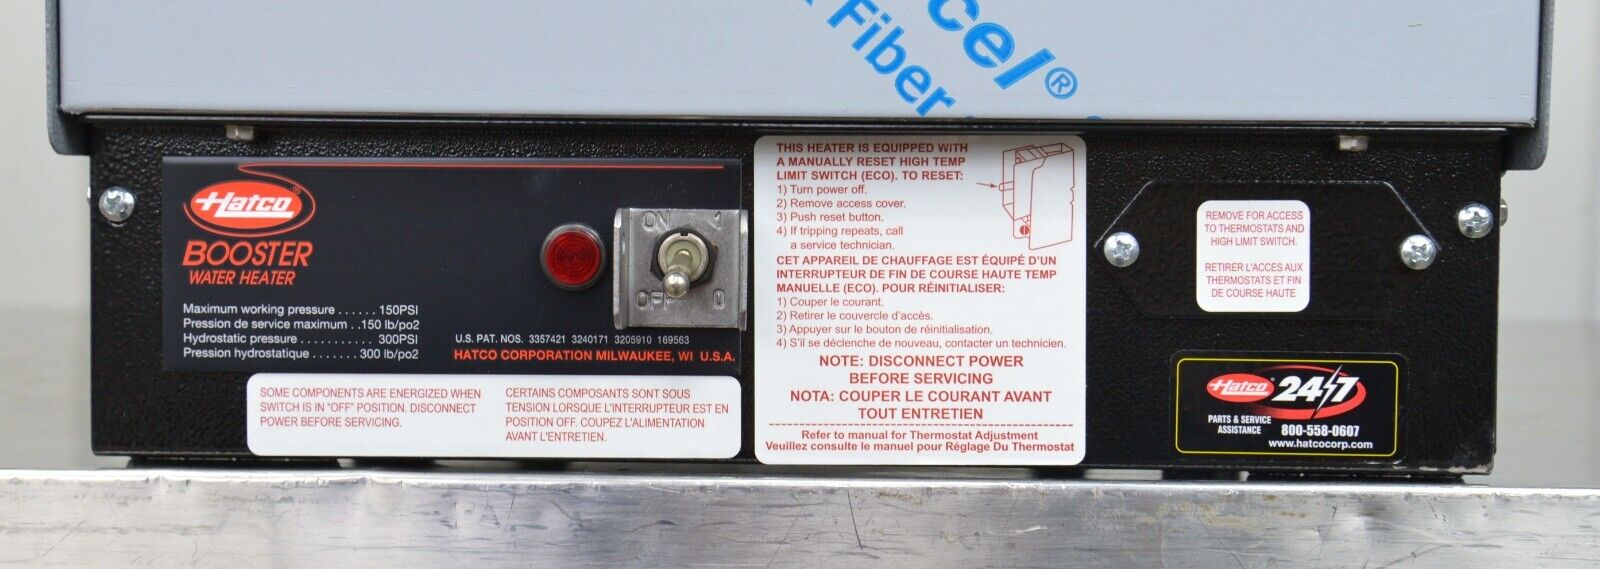 cel®
Fiber
Hatco®
BOOSTER
WATER HEATER
Maximum working pressure . . . . . . 150PSI
Pression de service maximum . .150 lb/po2
Hydrostatic pressure . . . . . . . . . . . 300PSI
Pression hydrostatique . . . . . . . 300 lb/po2
ON 1
OFF 0
U.S. PAT. NOS. 3357421 3240171 3205910 169563
HATCO CORPORATION MILWAUKEE, WI U.S.A.
SOME COMPONENTS ARE ENERGIZED WHEN
SWITCH IS IN "OFF" POSITION. DISCONNECT
POWER BEFORE SERVICING.
CERTAINS COMPOSANTS SONT SOUS
TENSION LORSQUE L'INTERRUPTEUR EST EN
POSITION OFF. COUPEZ L'ALIMENTATION
AVANT L'ENTRETIEN.
THIS HEATER IS EQUIPPED WITH
A MANUALLY RESET HIGH TEMP
LIMIT SWITCH (ECO). TO RESET:
1) Turn power off.
2) Remove access cover.
3) Push reset button.
4) If tripping repeats, call
a service technician.
CET APPAREIL DE CHAUFFAGE EST ÉQUIPÉ D'UN
INTERRUPTEUR DE FIN DE COURSE HAUTE TEMP
MANUELLE (ECO). POUR RÉINITIALISER:
1) Couper le courant.
2) Retirer le couvercle d'accès.
3) Appuyer sur le bouton de réinitialisation.
4) S'il se déclenche de nouveau, contacter un technicien.
NOTE: DISCONNECT POWER
BEFORE SERVICING
NOTA: COUPER LE COURANT AVANT
TOUT ENTRETIEN
Refer to manual for Thermostat Adjustment
Veuillez consulte le manuel pour Réglage Du Thermostat
REMOVE FOR ACCESS
TO THERMOSTATS AND
HIGH LIMIT SWITCH.
RETIRER L'ACCES AUX
THERMOSTATS ET FIN
DE COURSE HAUTE
Hatco® 24/7
PARTS & SERVICE
ASSISTANCE 800-558-0607
www.hatcocorp.com